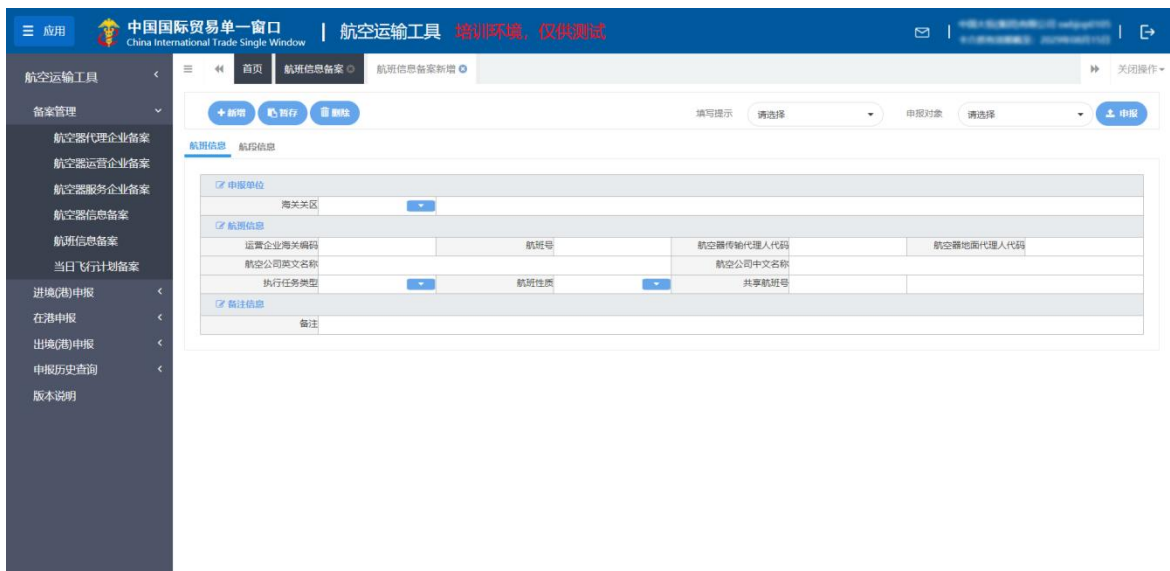 应用 中国国际贸易单一窗口 航空运输工具 培训环境，仅供测试
China International Trade Single Window
航空运输工具
首页 航班信息备案 航班信息备案新增 关闭操作
备案管理
航空器代理企业备案
航空器运营企业备案
航空器服务企业备案
航空器信息备案
航班信息备案
当日飞行计划备案
进境(港)申报
在港申报
出境(港)申报
申报历史查询
版本说明
新增 暂存 删除 填写提示 请选择 申报对象 请选择 申报
航班信息 航段信息
申报单位
海关关区
航班信息
运营企业海关编码 航班号 航空器传输代理人代码 航空器地面代理人代码
航空公司英文名称 航空公司中文名称
执行任务类型 航班性质 共享航班号
备注信息
备注